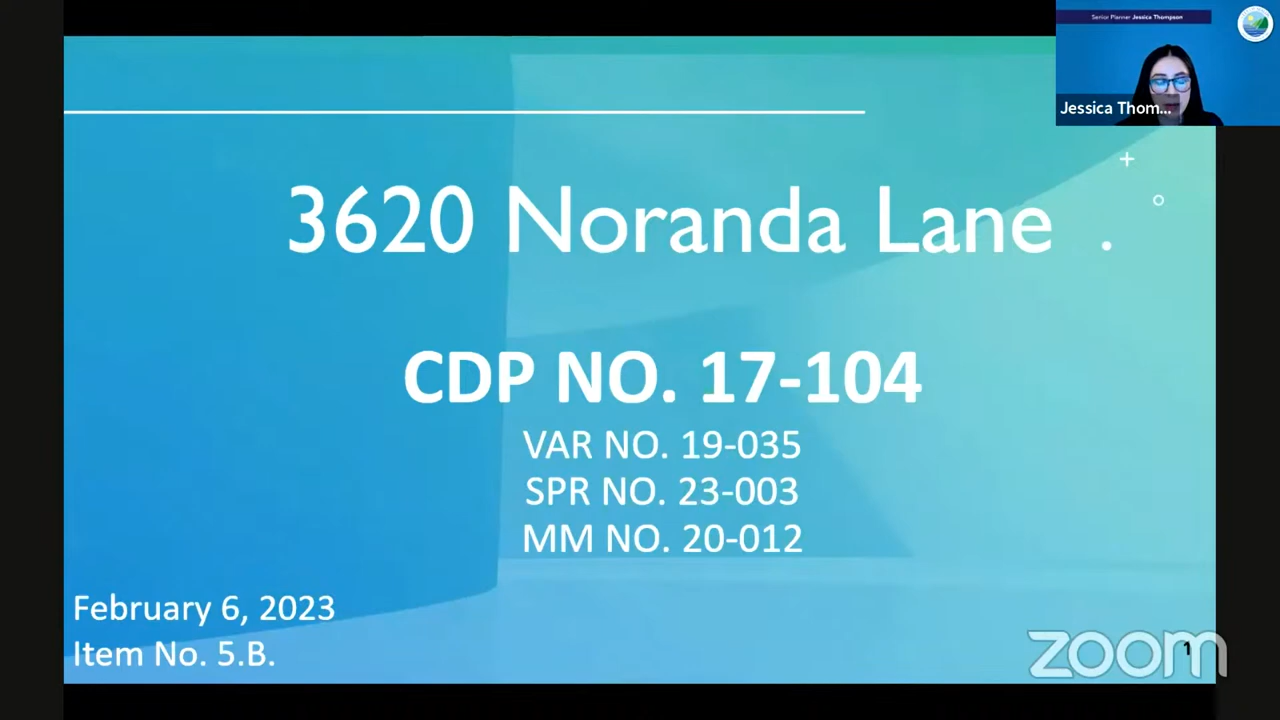 Senior Planner Jessica Thompson
Jessica Thom...
3620 Noranda Lane .
CDP NO. 17-104
VAR NO. 19-035
SPR NO. 23-003
MM NO. 20-012
February 6, 2023
Item No. 5.B.
zoom
1